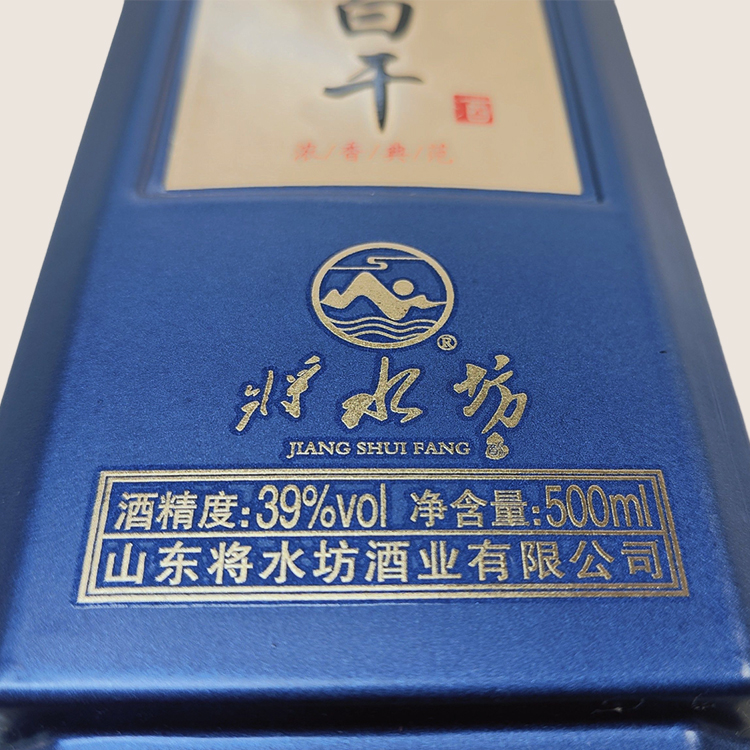 白干
浓/香/典/范
®
将水坊
JIANG SHUI FANG
酒精度:39%vol 净含量:500ml
山东将水坊酒业有限公司